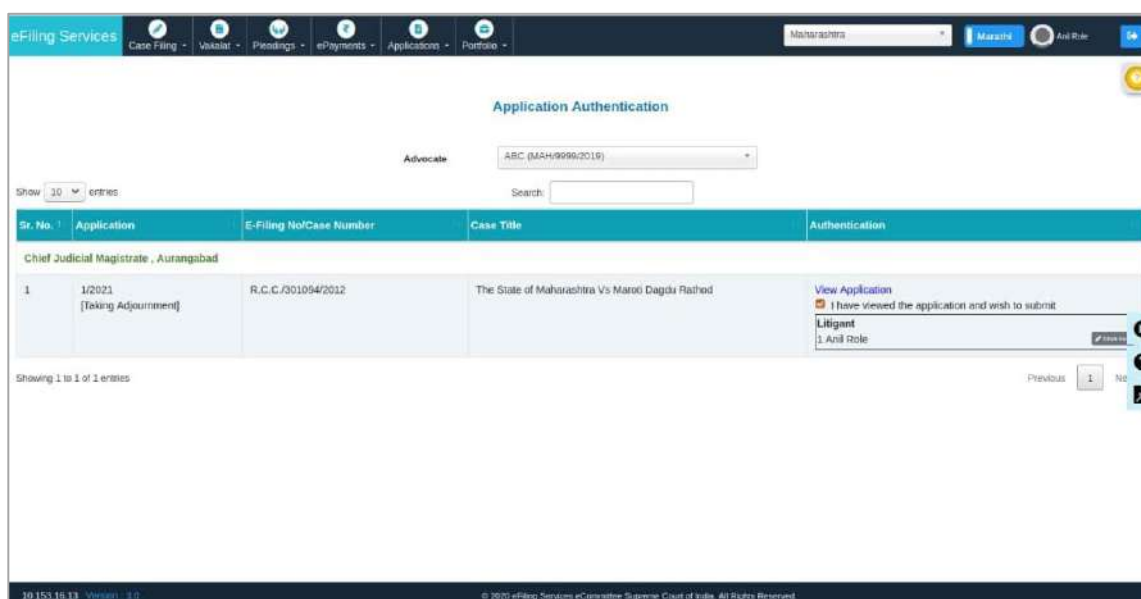 eFiling Services Case Filing Vakalat Pleadings ePayments Applications Portfolio Maharashtra Marathi Anil Role
Application Authentication
Advocate ABC (MAH/9999/2019)
Show 10 entries Search:
Sr. No. Application E-Filing No/Case Number Case Title Authentication
Chief Judicial Magistrate , Aurangabad
1 1/2021 R.C.C./301094/2012 The State of Maharashtra Vs Maroti Dagdu Rathod View Application
[Taking Adjournment] I have viewed the application and wish to submit
Litigant
1 Anil Role
Showing 1 to 1 of 1 entries Previous 1
10.153.16.13 Version : 3.0 © 2020 eFiling Services eCommittee Supreme Court of India. All Rights Reserved